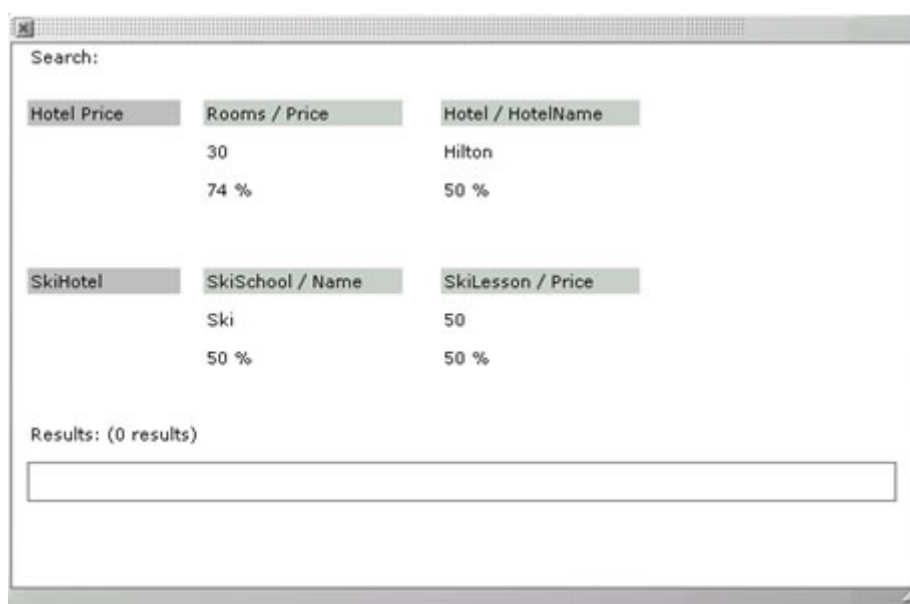 Search:
Hotel Price Rooms / Price Hotel / HotelName
30 Hilton
74 % 50 %
SkiHotel SkiSchool / Name SkiLesson / Price
Ski 50
50 % 50 %
Results: (0 results)